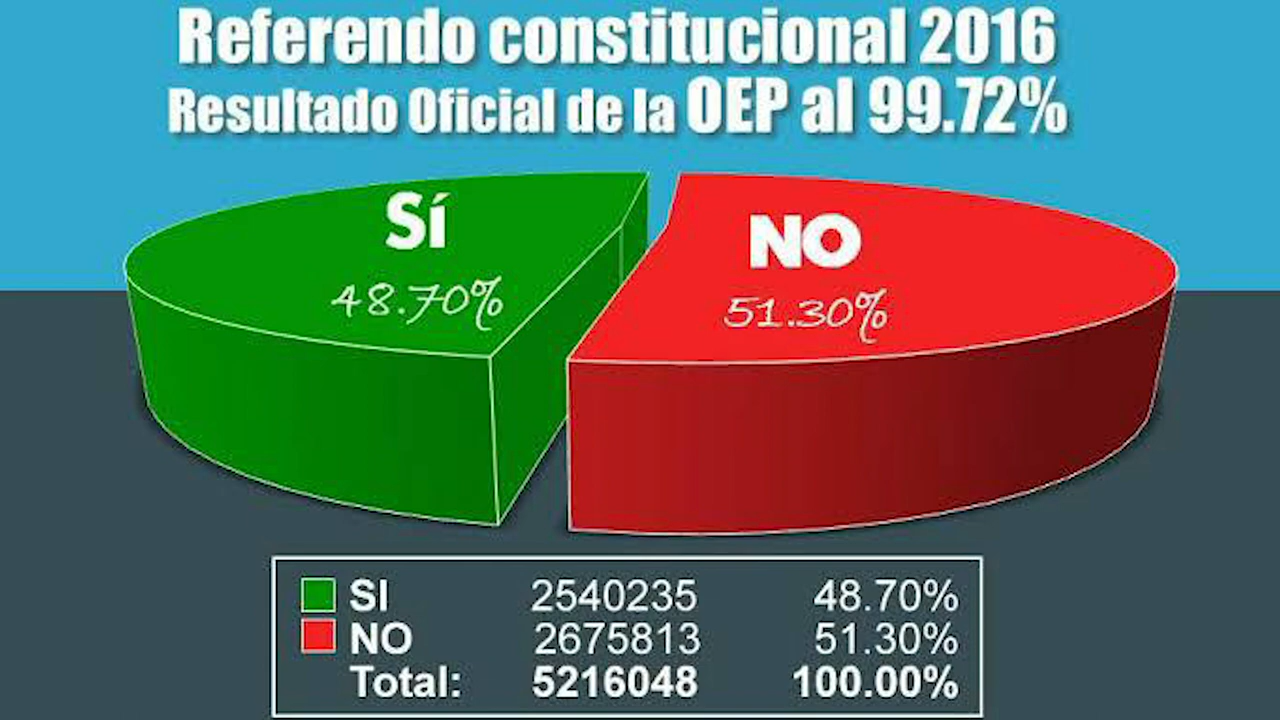 Referendo constitucional 2016
Resultado Oficial de la OEP al 99.72%
Sí
48.70%
NO
51.30%
SI 2540235 48.70%
NO 2675813 51.30%
Total: 5216048 100.00%